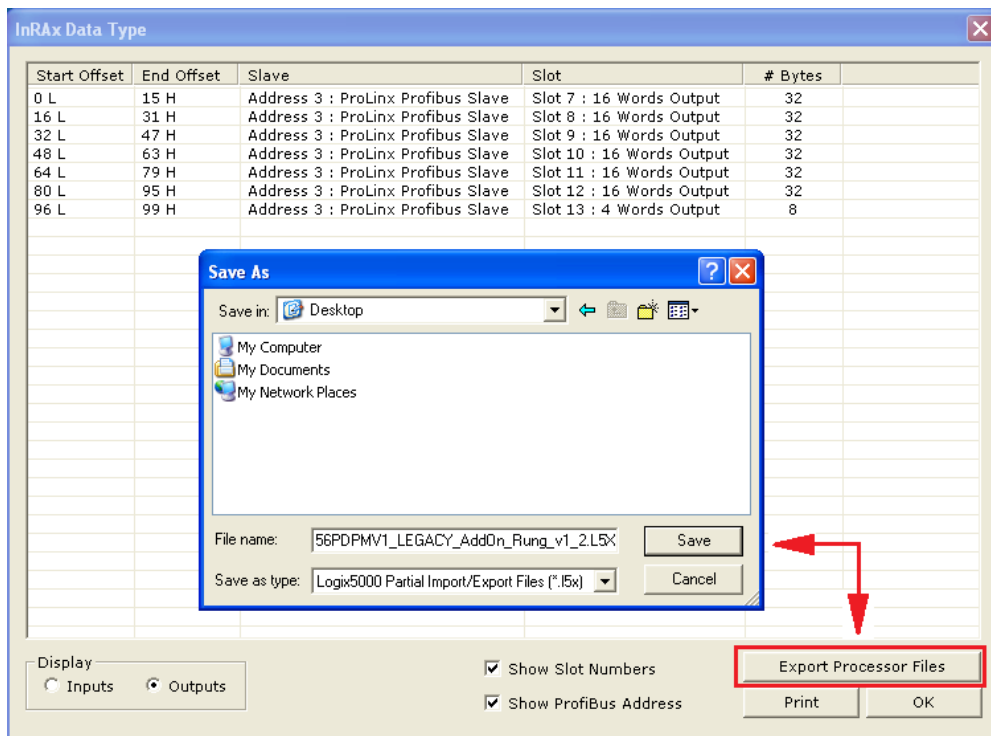 InRAx Data Type
Start Offset End Offset Slave Slot # Bytes
0 L 15 H Address 3 : ProLinx Profibus Slave Slot 7 : 16 Words Output 32
16 L 31 H Address 3 : ProLinx Profibus Slave Slot 8 : 16 Words Output 32
32 L 47 H Address 3 : ProLinx Profibus Slave Slot 9 : 16 Words Output 32
48 L 63 H Address 3 : ProLinx Profibus Slave Slot 10 : 16 Words Output 32
64 L 79 H Address 3 : ProLinx Profibus Slave Slot 11 : 16 Words Output 32
80 L 95 H Address 3 : ProLinx Profibus Slave Slot 12 : 16 Words Output 32
96 L 99 H Address 3 : ProLinx Profibus Slave Slot 13 : 4 Words Output 8
Save As
Save in: Desktop
My Computer
My Documents
My Network Places
File name: 56PDPMV1_LEGACY_AddOn_Rung_v1_2.L5X Save
Save as type: Logix5000 Partial Import/Export Files (*.l5x) Cancel
Display
Inputs Outputs
Show Slot Numbers
Show ProfiBus Address
Export Processor Files
Print OK